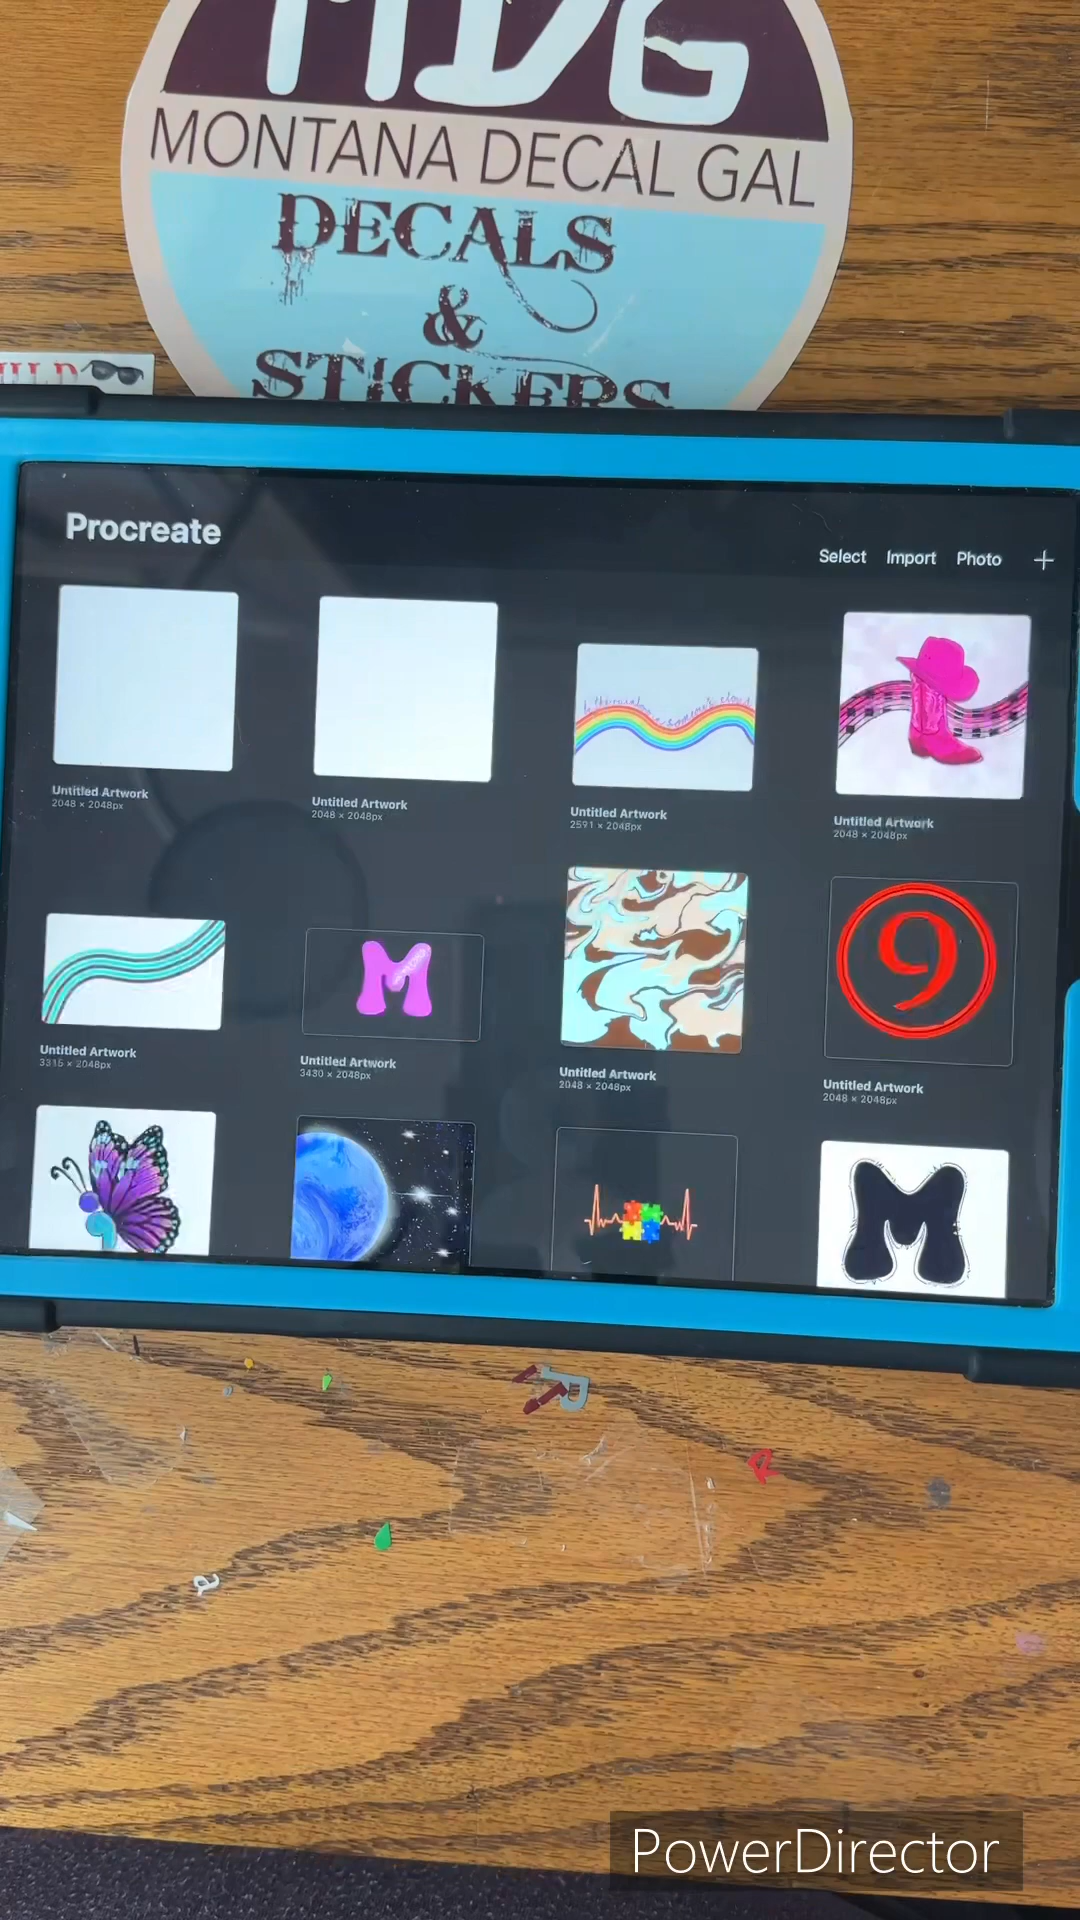 MDG
MONTANA DECAL GAL
DECALS
&
STICKERS
Procreate
Select Import Photo +
Untitled Artwork
2048 × 2048px
Untitled Artwork
2048 × 2048px
Untitled Artwork
2591 × 2048px
Untitled Artwork
2048 × 2048px
M
9
Untitled Artwork
3315 × 2048px
Untitled Artwork
3430 × 2048px
Untitled Artwork
2048 × 2048px
Untitled Artwork
2048 × 2048px
M
R
R
a
PowerDirector